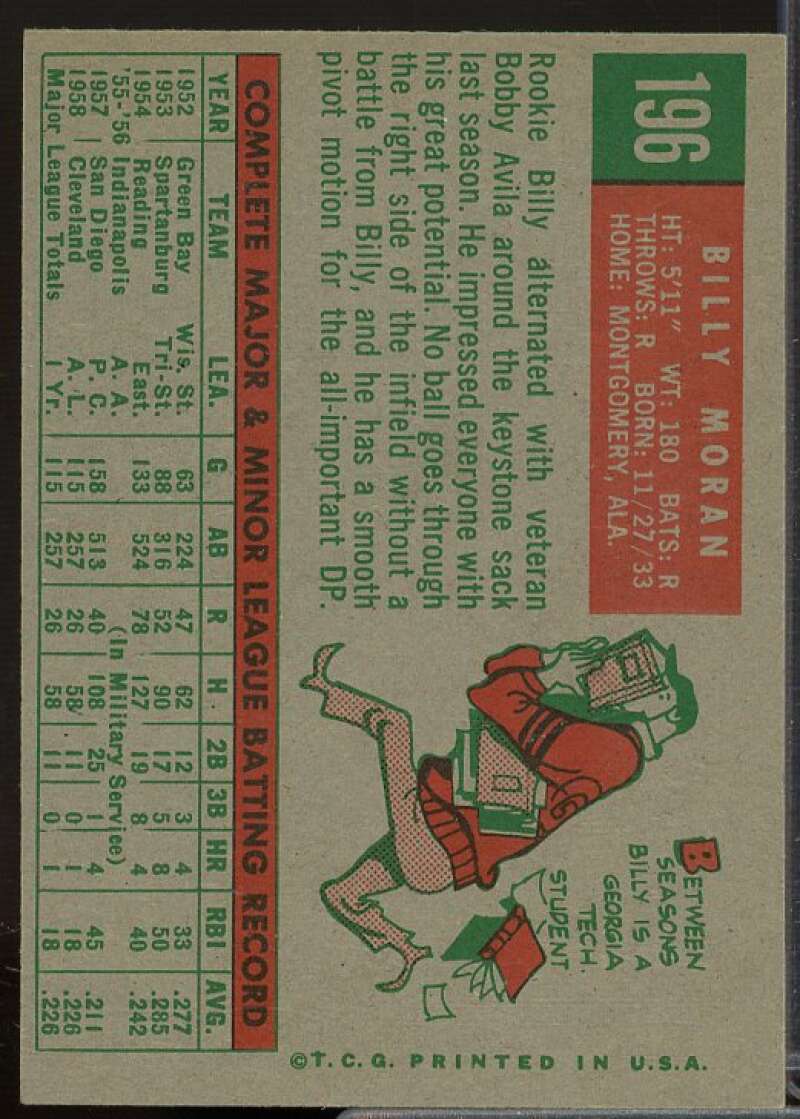 196
BILLY MORAN
HT: 5'11" WT: 180 BATS: R
THROWS: R BORN: 11/27/33
HOME: MONTGOMERY, ALA.
Rookie Billy alternated with veteran
Bobby Avila around the keystone sack
last season. He impressed everyone with
his great potential. No ball goes through
the right side of the infield without a
battle from Billy, and he has a smooth
pivot motion for the all-important DP.
BETWEEN
SEASONS
BILLY IS A
GEORGIA
TECH.
STUDENT
G
COMPLETE MAJOR & MINOR LEAGUE BATTING RECORD
YEAR TEAM LEA. G AB R H 2B 3B HR RBI AVG.
1952 Green Bay Wis. St. 63 224 47 62 12 3 4 33 .277
1953 Spartanburg Tri-St. 88 316 52 90 17 5 8 50 .285
1954 Reading East. 133 524 78 127 19 8 4 40 .242
'55-'56 Indianapolis A. A. (In Military Service)
1957 San Diego P. C. 158 513 40 108 25 1 4 45 .211
1958 Cleveland A. L. 115 257 26 58 11 0 1 18 .226
Major League Totals 1 Yr. 115 257 26 58 11 0 1 18 .226
©T. C. G. PRINTED IN U.S.A.